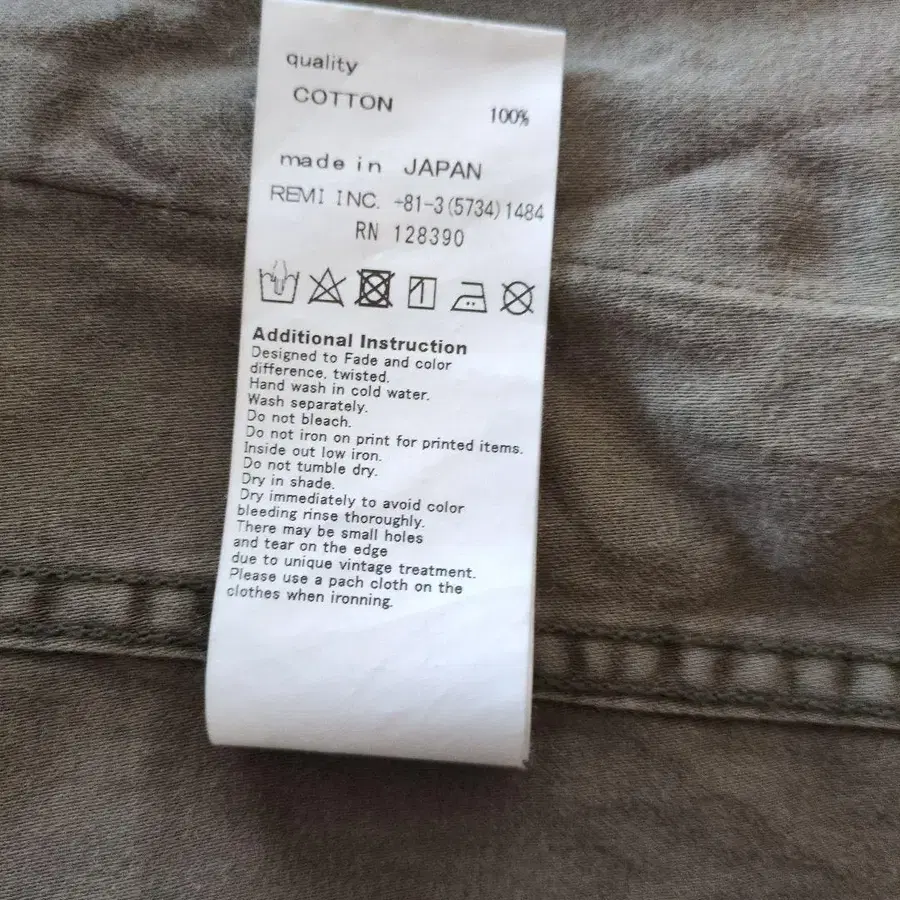 quality
COTTON 100%
made in JAPAN
REMI INC. +81-3(5734)1484
RN 128390
Additional Instruction
Designed to Fade and color
difference, twisted.
Hand wash in cold water.
Wash separately.
Do not bleach.
Do not iron on print for printed items.
Inside out low iron.
Do not tumble dry.
Dry in shade.
Dry immediately to avoid color
bleeding rinse thoroughly.
There may be small holes
and tear on the edge
due to unique vintage treatment.
Please use a pach cloth on the
clothes when ironning.